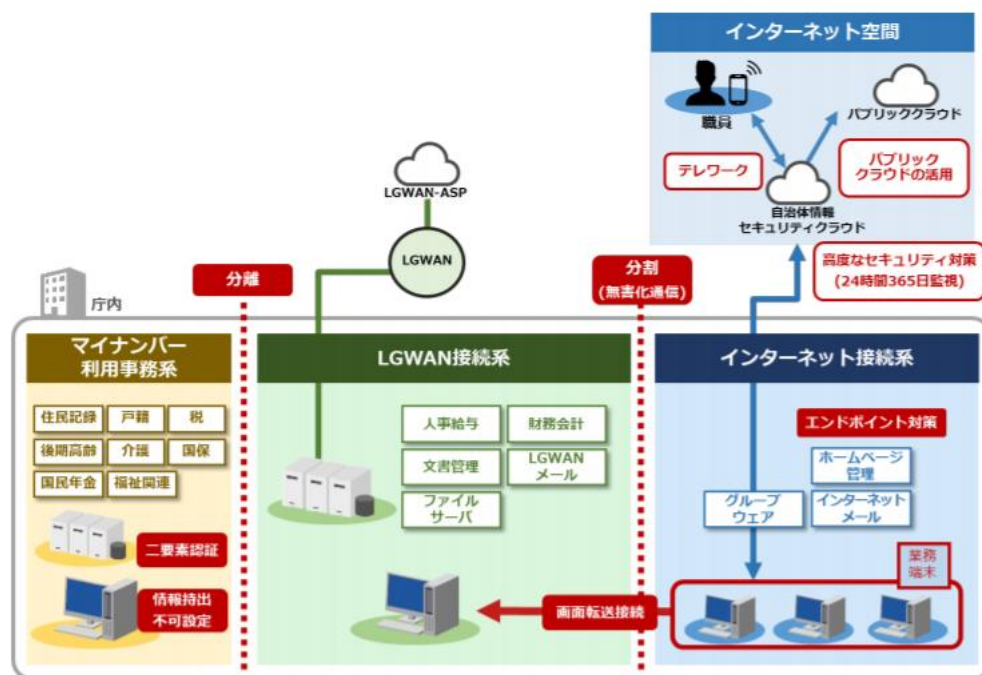 インターネット空間
職員
パブリッククラウド
テレワーク
パブリック
クラウドの活用
自治体情報
セキュリティクラウド
LGWAN-ASP
LGWAN
高度なセキュリティ対策
(24時間365日監視)
分離
分割
(無害化通信)
庁内
マイナンバー
利用事務系
住民記録
戸籍
税
後期高齢
介護
国保
国民年金
福祉関連
二要素認証
情報持出
不可設定
LGWAN接続系
人事給与
財務会計
文書管理
LGWAN
メール
ファイル
サーバ
画面転送接続
インターネット接続系
エンドポイント対策
ホームページ
管理
グループ
ウェア
インターネット
メール
業務
端末